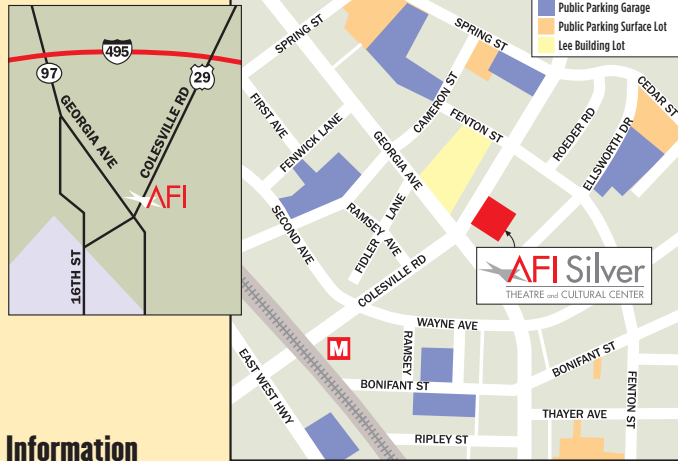 495
97
29
GEORGIA AVE
COLESVILLE RD
AFI
16TH ST
Information
Public Parking Garage
Public Parking Surface Lot
Lee Building Lot
SPRING ST
SPRING ST
CEDAR ST
FIRST AVE
CAMERON ST
FENTON ST
ROEDER RD
ELLSWORTH DR
FENWICK LANE
GEORGIA AVE
SECOND AVE
RAMSEY AVE
FIDLER LANE
COLESVILLE RD
AFI Silver
THEATRE and CULTURAL CENTER
WAYNE AVE
M
RAMSEY
EAST WEST HWY
BONIFANT ST
BONIFANT ST
FENTON ST
THAYER AVE
RIPLEY ST